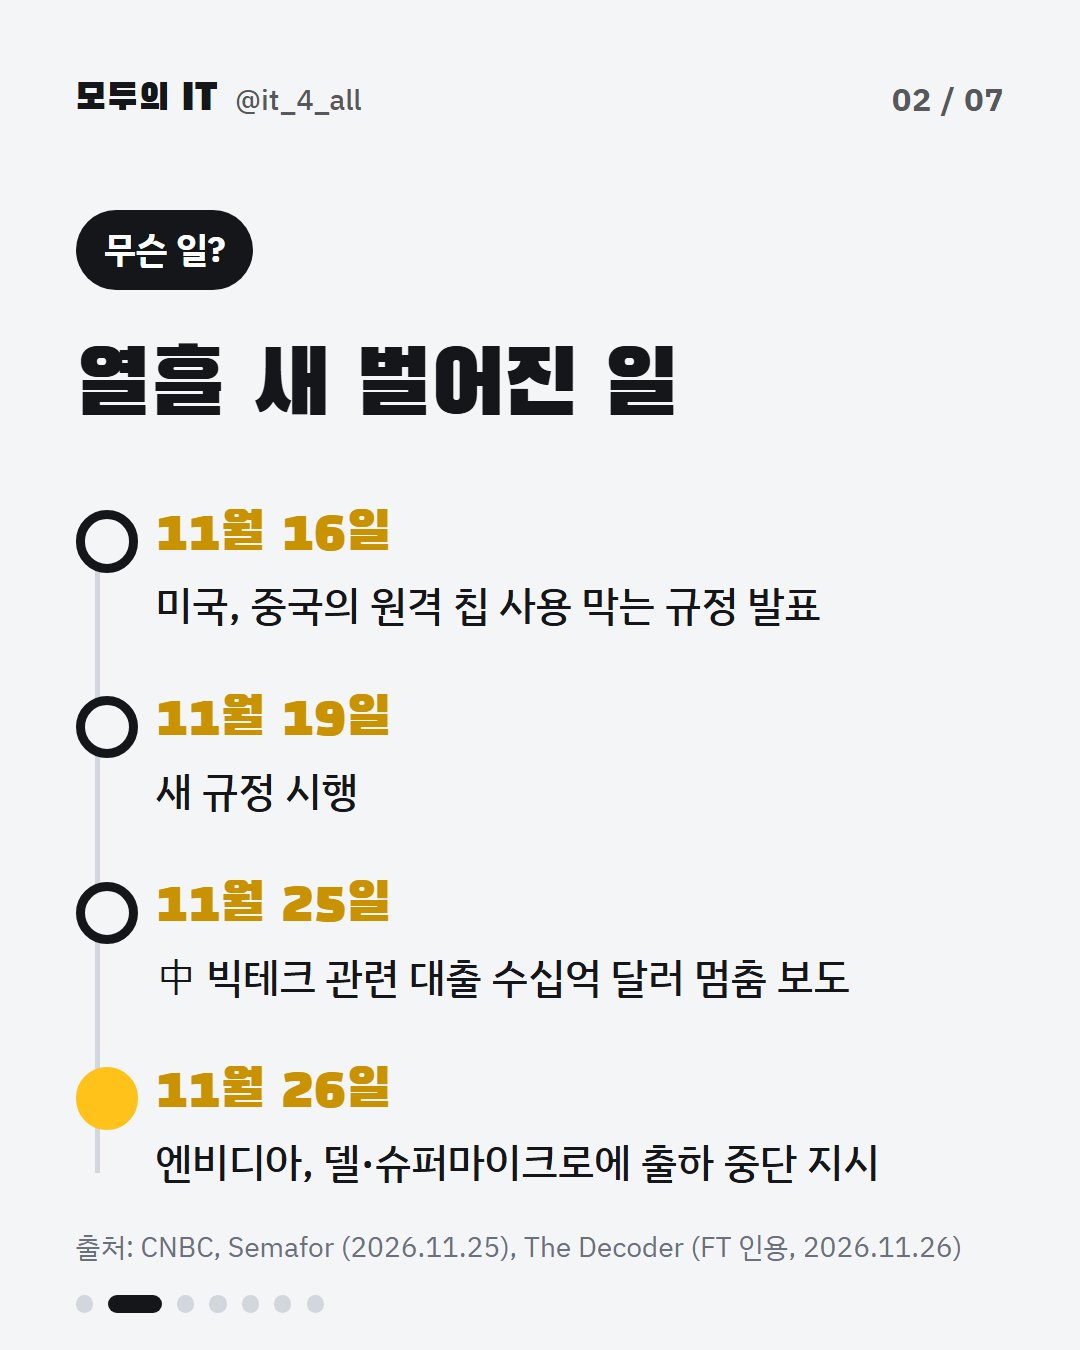 모두의 IT @it_4_all
02 / 07
무슨 일?
열흘 새 벌어진 일
11월 16일
미국, 중국의 원격 칩 사용 막는 규정 발표
11월 19일
새 규정 시행
11월 25일
中 빅테크 관련 대출 수십억 달러 멈춤 보도
11월 26일
엔비디아, 델·슈퍼마이크로에 출하 중단 지시
출처: CNBC, Semafor (2026.11.25), The Decoder (FT 인용, 2026.11.26)